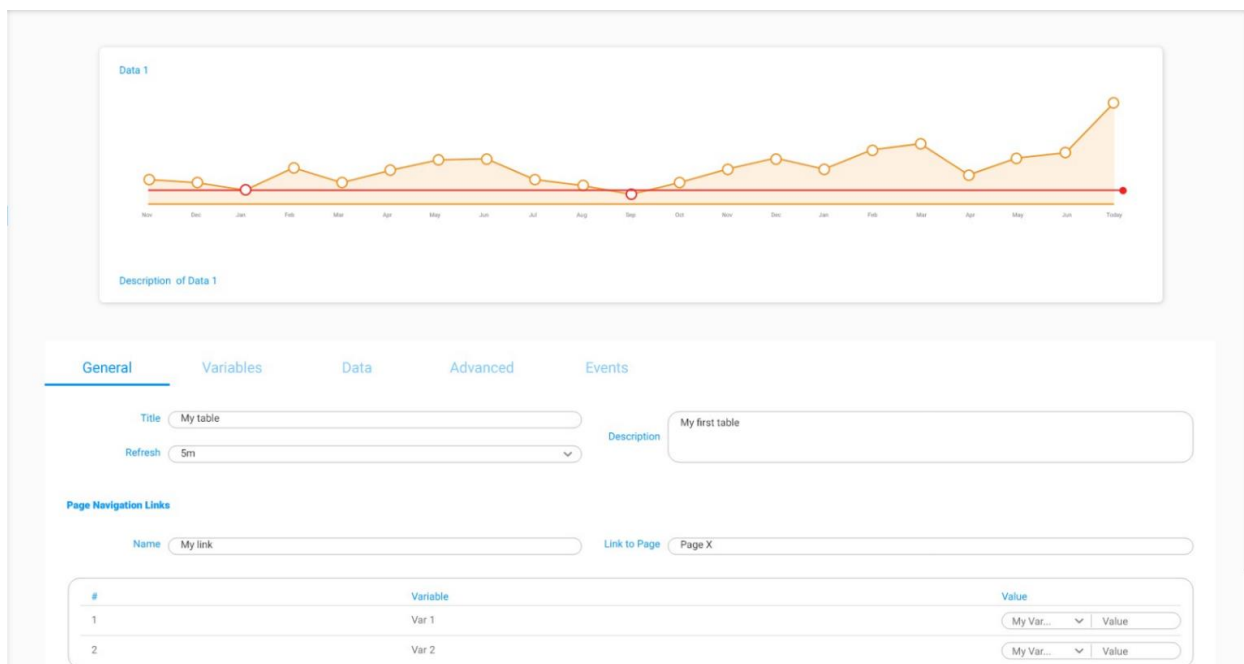 Data 1
Nov Dec Jan Feb Mar Apr May Jun Jul Aug Sep Oct Nov Dec Jan Feb Mar Apr May Jun Today
Description of Data 1
General Variables Data Advanced Events
Title My table
Description My first table
Refresh 5m
Page Navigation Links
Name My link Link to Page Page X
# Variable Value
1 Var 1 My Var... Value
2 Var 2 My Var... Value